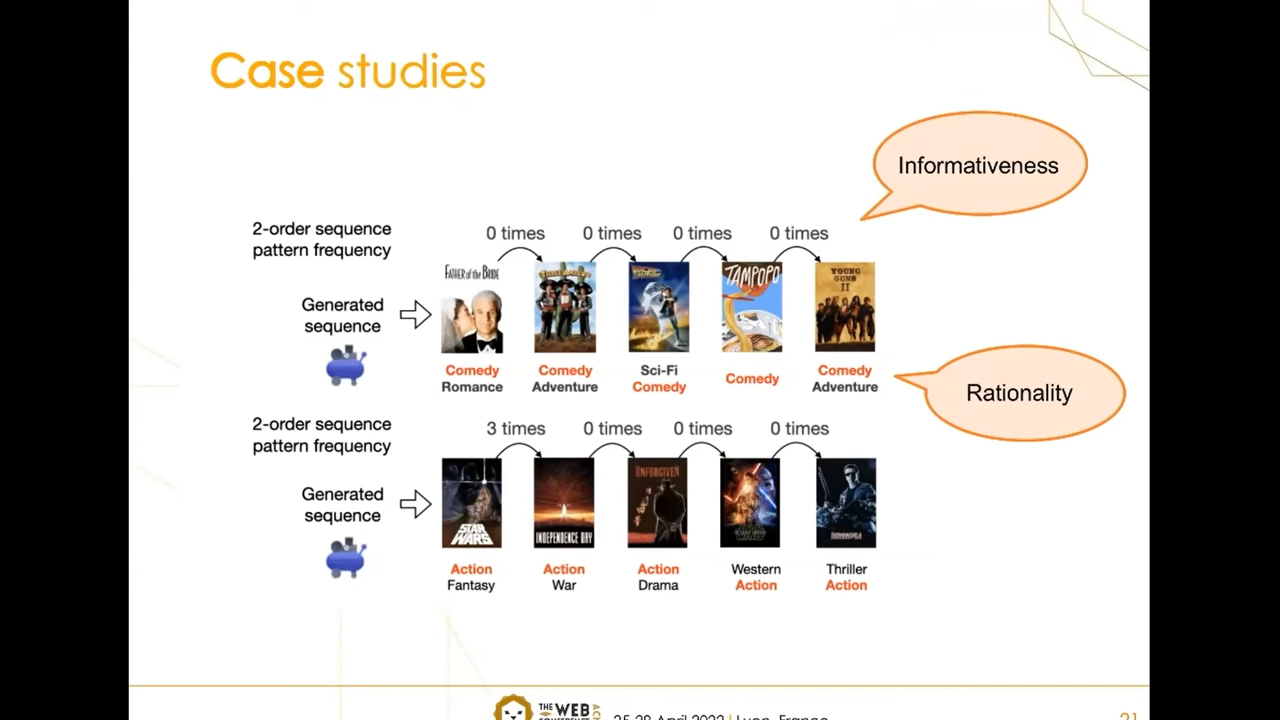 Case studies
Informativeness
2-order sequence
pattern frequency
0 times
0 times
0 times
0 times
Generated
sequence
FATHER of the BRIDE
TAMPOPO
YOUNG
GUNS
II
Comedy
Romance
Comedy
Adventure
Sci-Fi
Comedy
Comedy
Comedy
Adventure
Rationality
2-order sequence
pattern frequency
3 times
0 times
0 times
0 times
Generated
sequence
STAR
WARS
INDEPENDENCE DAY
UNFORGIVEN
Action
Fantasy
Action
War
Action
Drama
Western
Action
Thriller
Action
THE WEB
CONFERENCE
25-28 April 2022 | Lyon, France
21